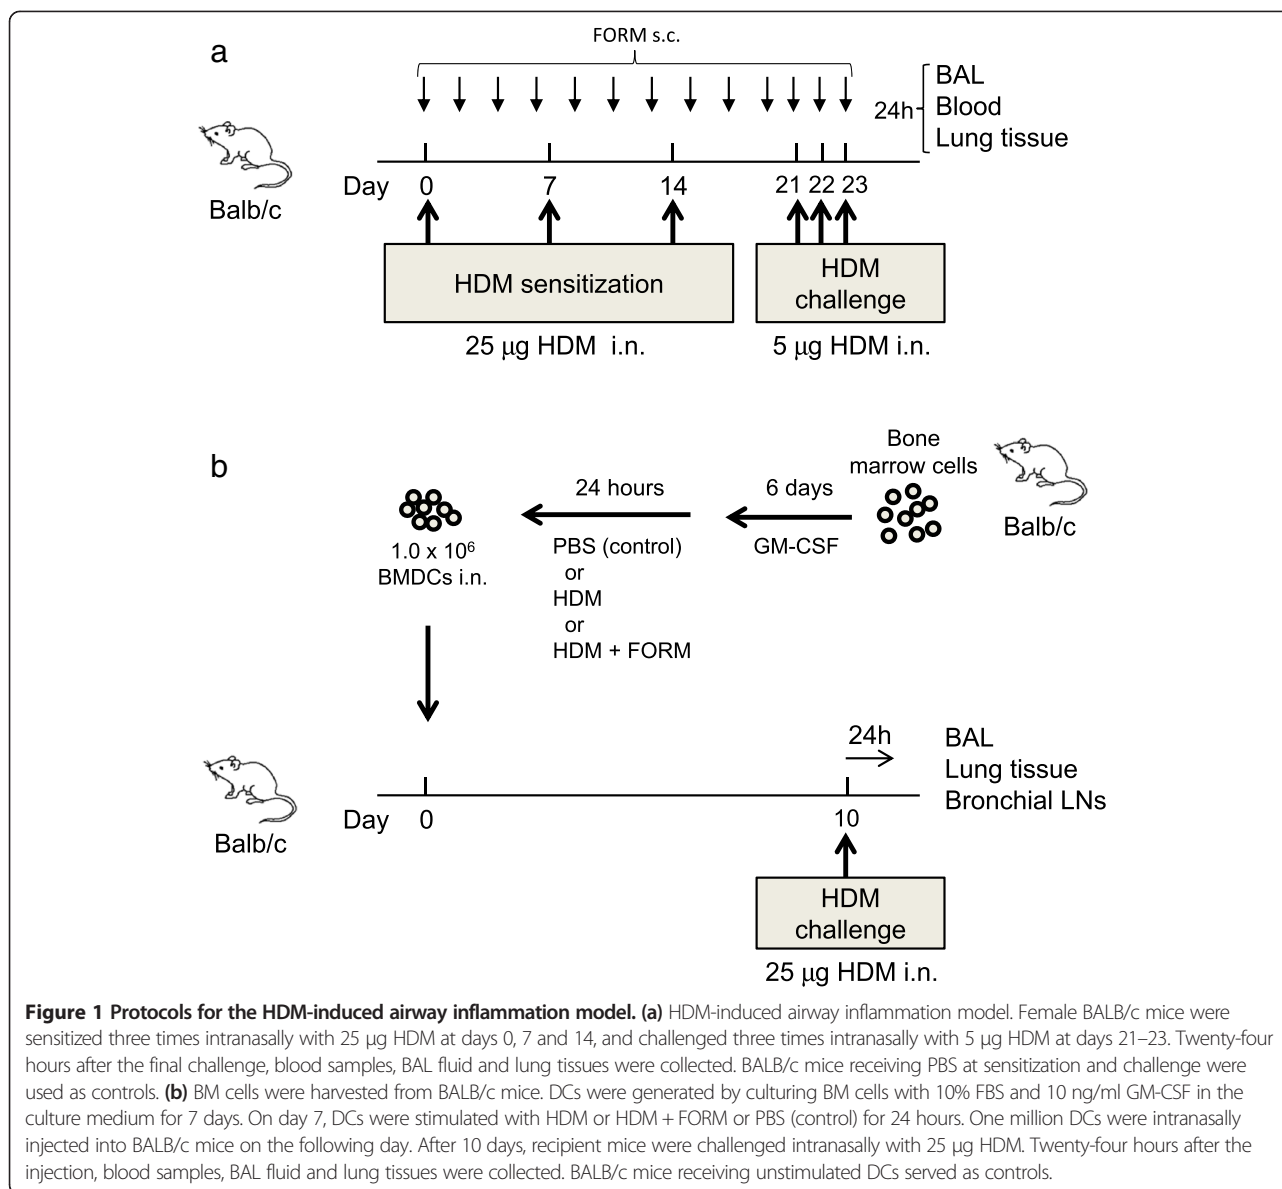 a
FORM s.c.
24h
BAL
Blood
Lung tissue
Balb/c
Day 0 7 14 21 22 23
HDM sensitization
HDM
challenge
25 μg HDM i.n.
5 μg HDM i.n.
b
Bone
marrow cells
Balb/c
24 hours
6 days
PBS (control)
or
HDM
or
HDM + FORM
GM-CSF
1.0 x 10⁶
BMDCs i.n.
24h
BAL
Lung tissue
Bronchial LNs
Balb/c
Day 0 10
HDM
challenge
25 μg HDM i.n.
Figure 1 Protocols for the HDM-induced airway inflammation model. (a) HDM-induced airway inflammation model. Female BALB/c mice were
sensitized three times intranasally with 25 μg HDM at days 0, 7 and 14, and challenged three times intranasally with 5 μg HDM at days 21–23. Twenty-four
hours after the final challenge, blood samples, BAL fluid and lung tissues were collected. BALB/c mice receiving PBS at sensitization and challenge were
used as controls. (b) BM cells were harvested from BALB/c mice. DCs were generated by culturing BM cells with 10% FBS and 10 ng/ml GM-CSF in the
culture medium for 7 days. On day 7, DCs were stimulated with HDM or HDM + FORM or PBS (control) for 24 hours. One million DCs were intranasally
injected into BALB/c mice on the following day. After 10 days, recipient mice were challenged intranasally with 25 μg HDM. Twenty-four hours after the
injection, blood samples, BAL fluid and lung tissues were collected. BALB/c mice receiving unstimulated DCs served as controls.